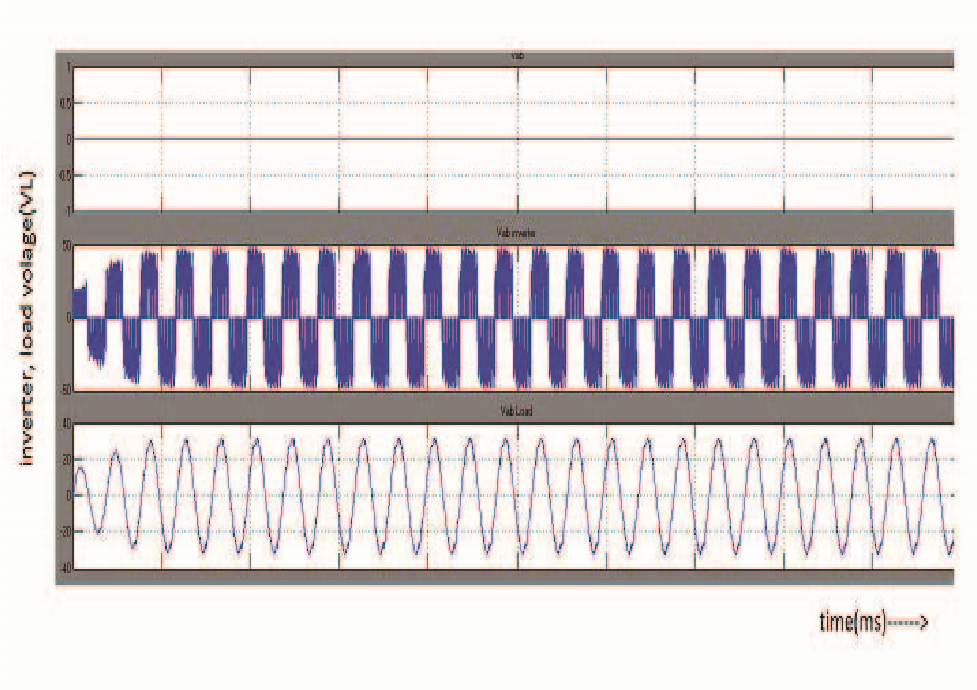 Vab
1
0.5
0
-0.5
-1
Vab inverter
50
0
-50
Vab Load
40
20
0
-20
-40
inverter, load volage(VL)
time(ms)------>